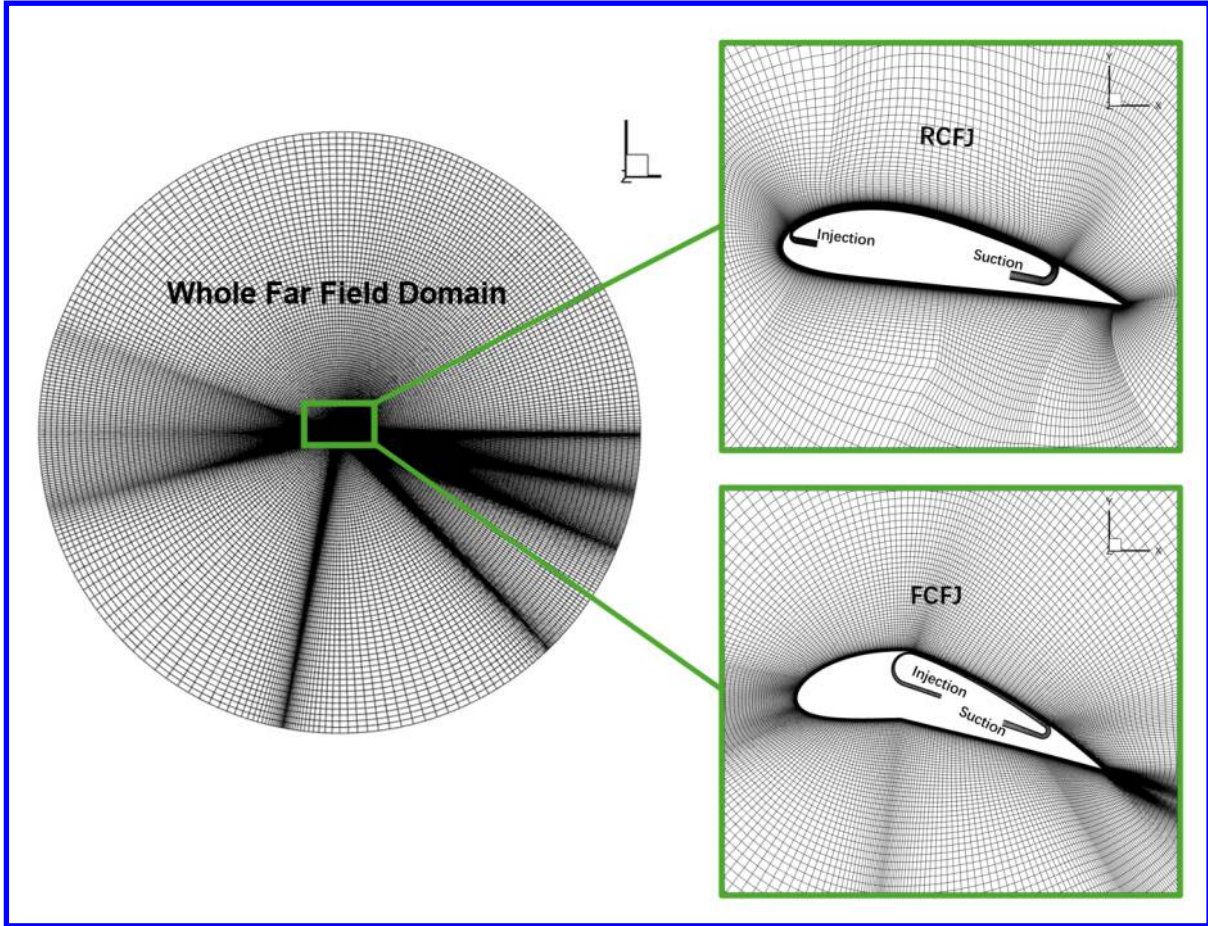 Whole Far Field Domain
Z
RCFJ
Injection
Suction
Y
X
Z
FCFJ
Injection
Suction
Y
X
Z